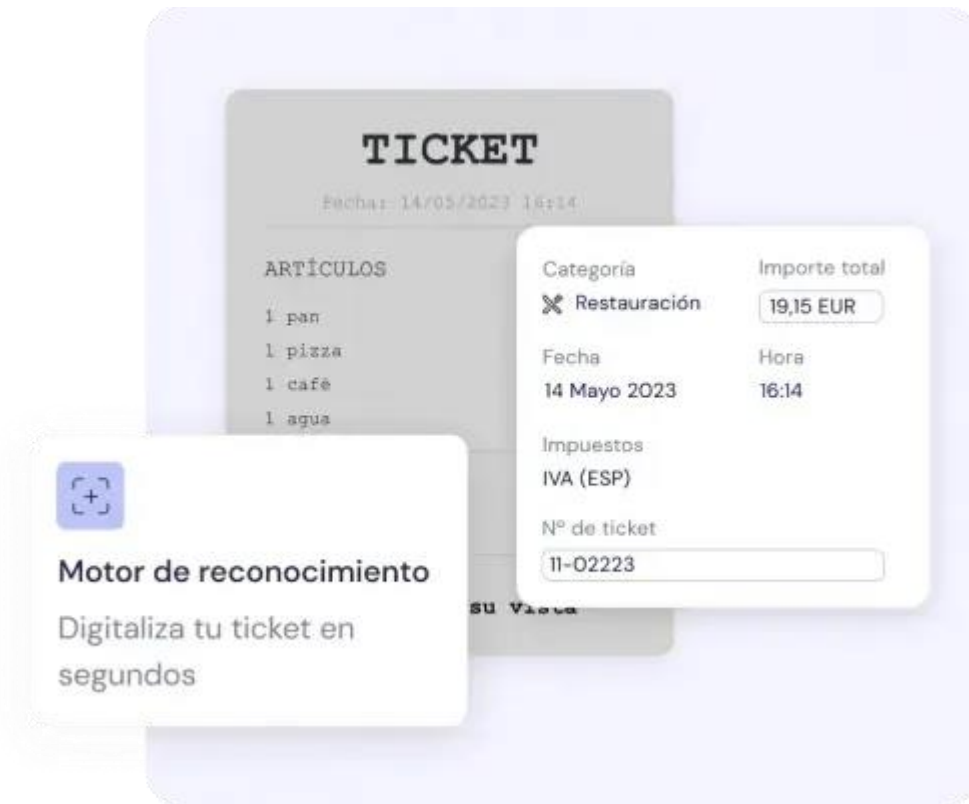 TICKET
Fecha: 14/05/2023 16:14
ARTÍCULOS
1 pan
1 pizza
1 café
1 agua
su vista
Categoría
Restauración
Importe total
19,15 EUR
Fecha
14 Mayo 2023
Hora
16:14
Impuestos
IVA (ESP)
Nº de ticket
11-02223
Motor de reconocimiento
Digitaliza tu ticket en
segundos